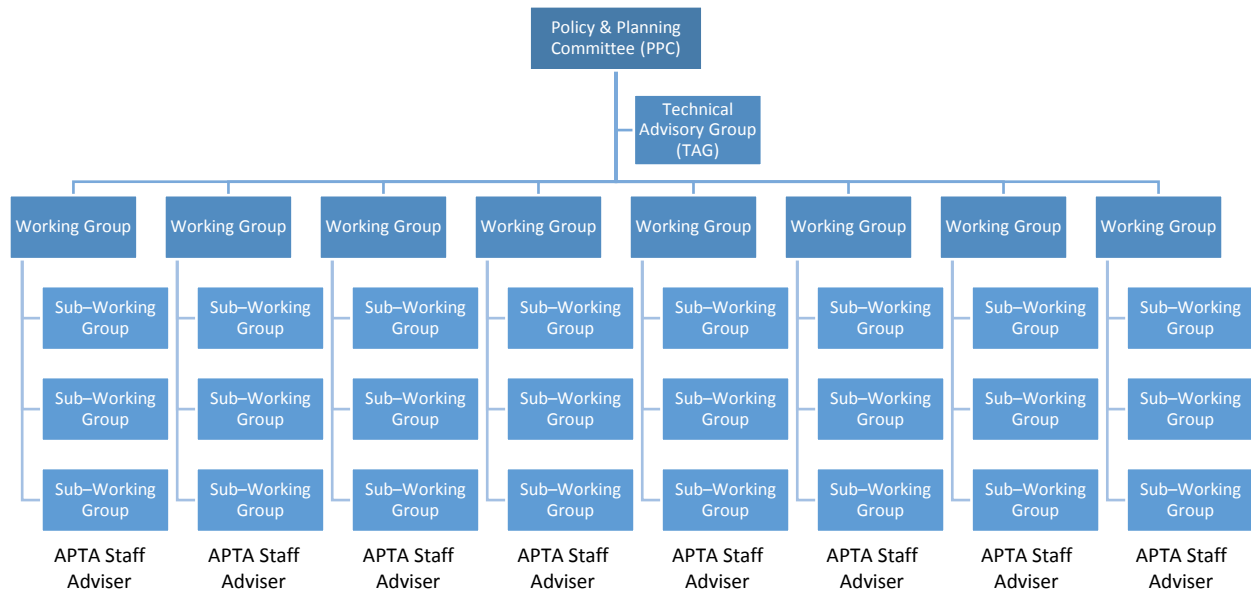 Policy & Planning
Committee (PPC)
Technical
Advisory Group
(TAG)
Working Group
Working Group
Working Group
Working Group
Working Group
Working Group
Working Group
Working Group
Sub–Working
Group
Sub–Working
Group
Sub–Working
Group
Sub–Working
Group
Sub–Working
Group
Sub–Working
Group
Sub–Working
Group
Sub–Working
Group
Sub–Working
Group
Sub–Working
Group
Sub–Working
Group
Sub–Working
Group
Sub–Working
Group
Sub–Working
Group
Sub–Working
Group
Sub–Working
Group
Sub–Working
Group
Sub–Working
Group
Sub–Working
Group
Sub–Working
Group
Sub–Working
Group
Sub–Working
Group
Sub–Working
Group
Sub–Working
Group
APTA Staff
Adviser
APTA Staff
Adviser
APTA Staff
Adviser
APTA Staff
Adviser
APTA Staff
Adviser
APTA Staff
Adviser
APTA Staff
Adviser
APTA Staff
Adviser